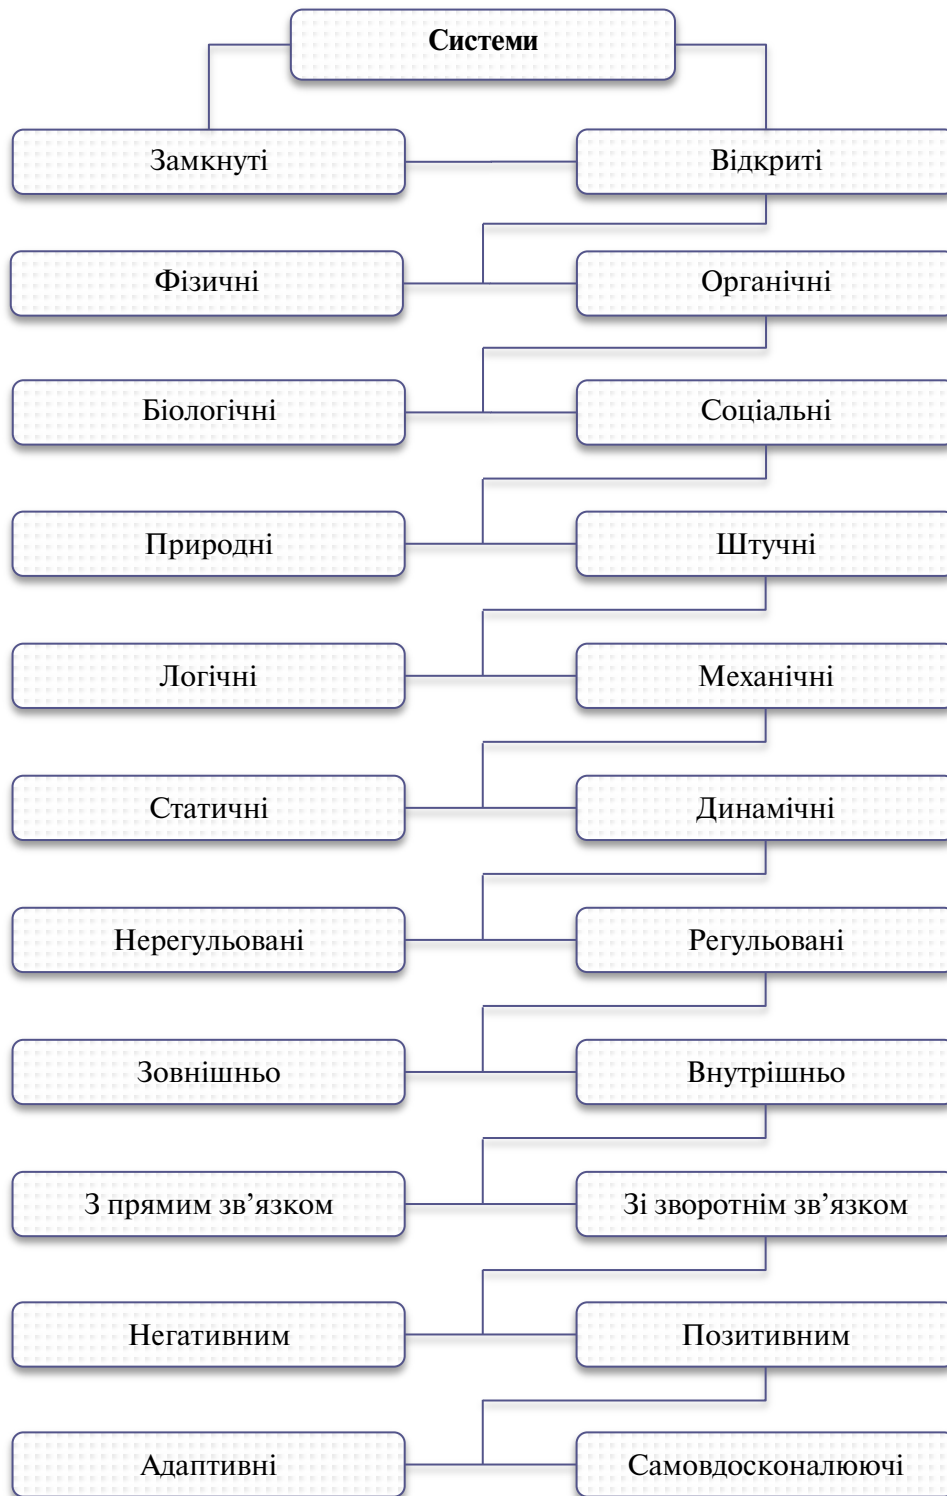 Системи
Замкнуті
Відкриті
Фізичні
Органічні
Біологічні
Соціальні
Природні
Штучні
Логічні
Механічні
Статичні
Динамічні
Нерегульовані
Регульовані
Зовнішньо
Внутрішньо
З прямим зв’язком
Зі зворотнім зв’язком
Негативним
Позитивним
Адаптивні
Самовдосконалюючі